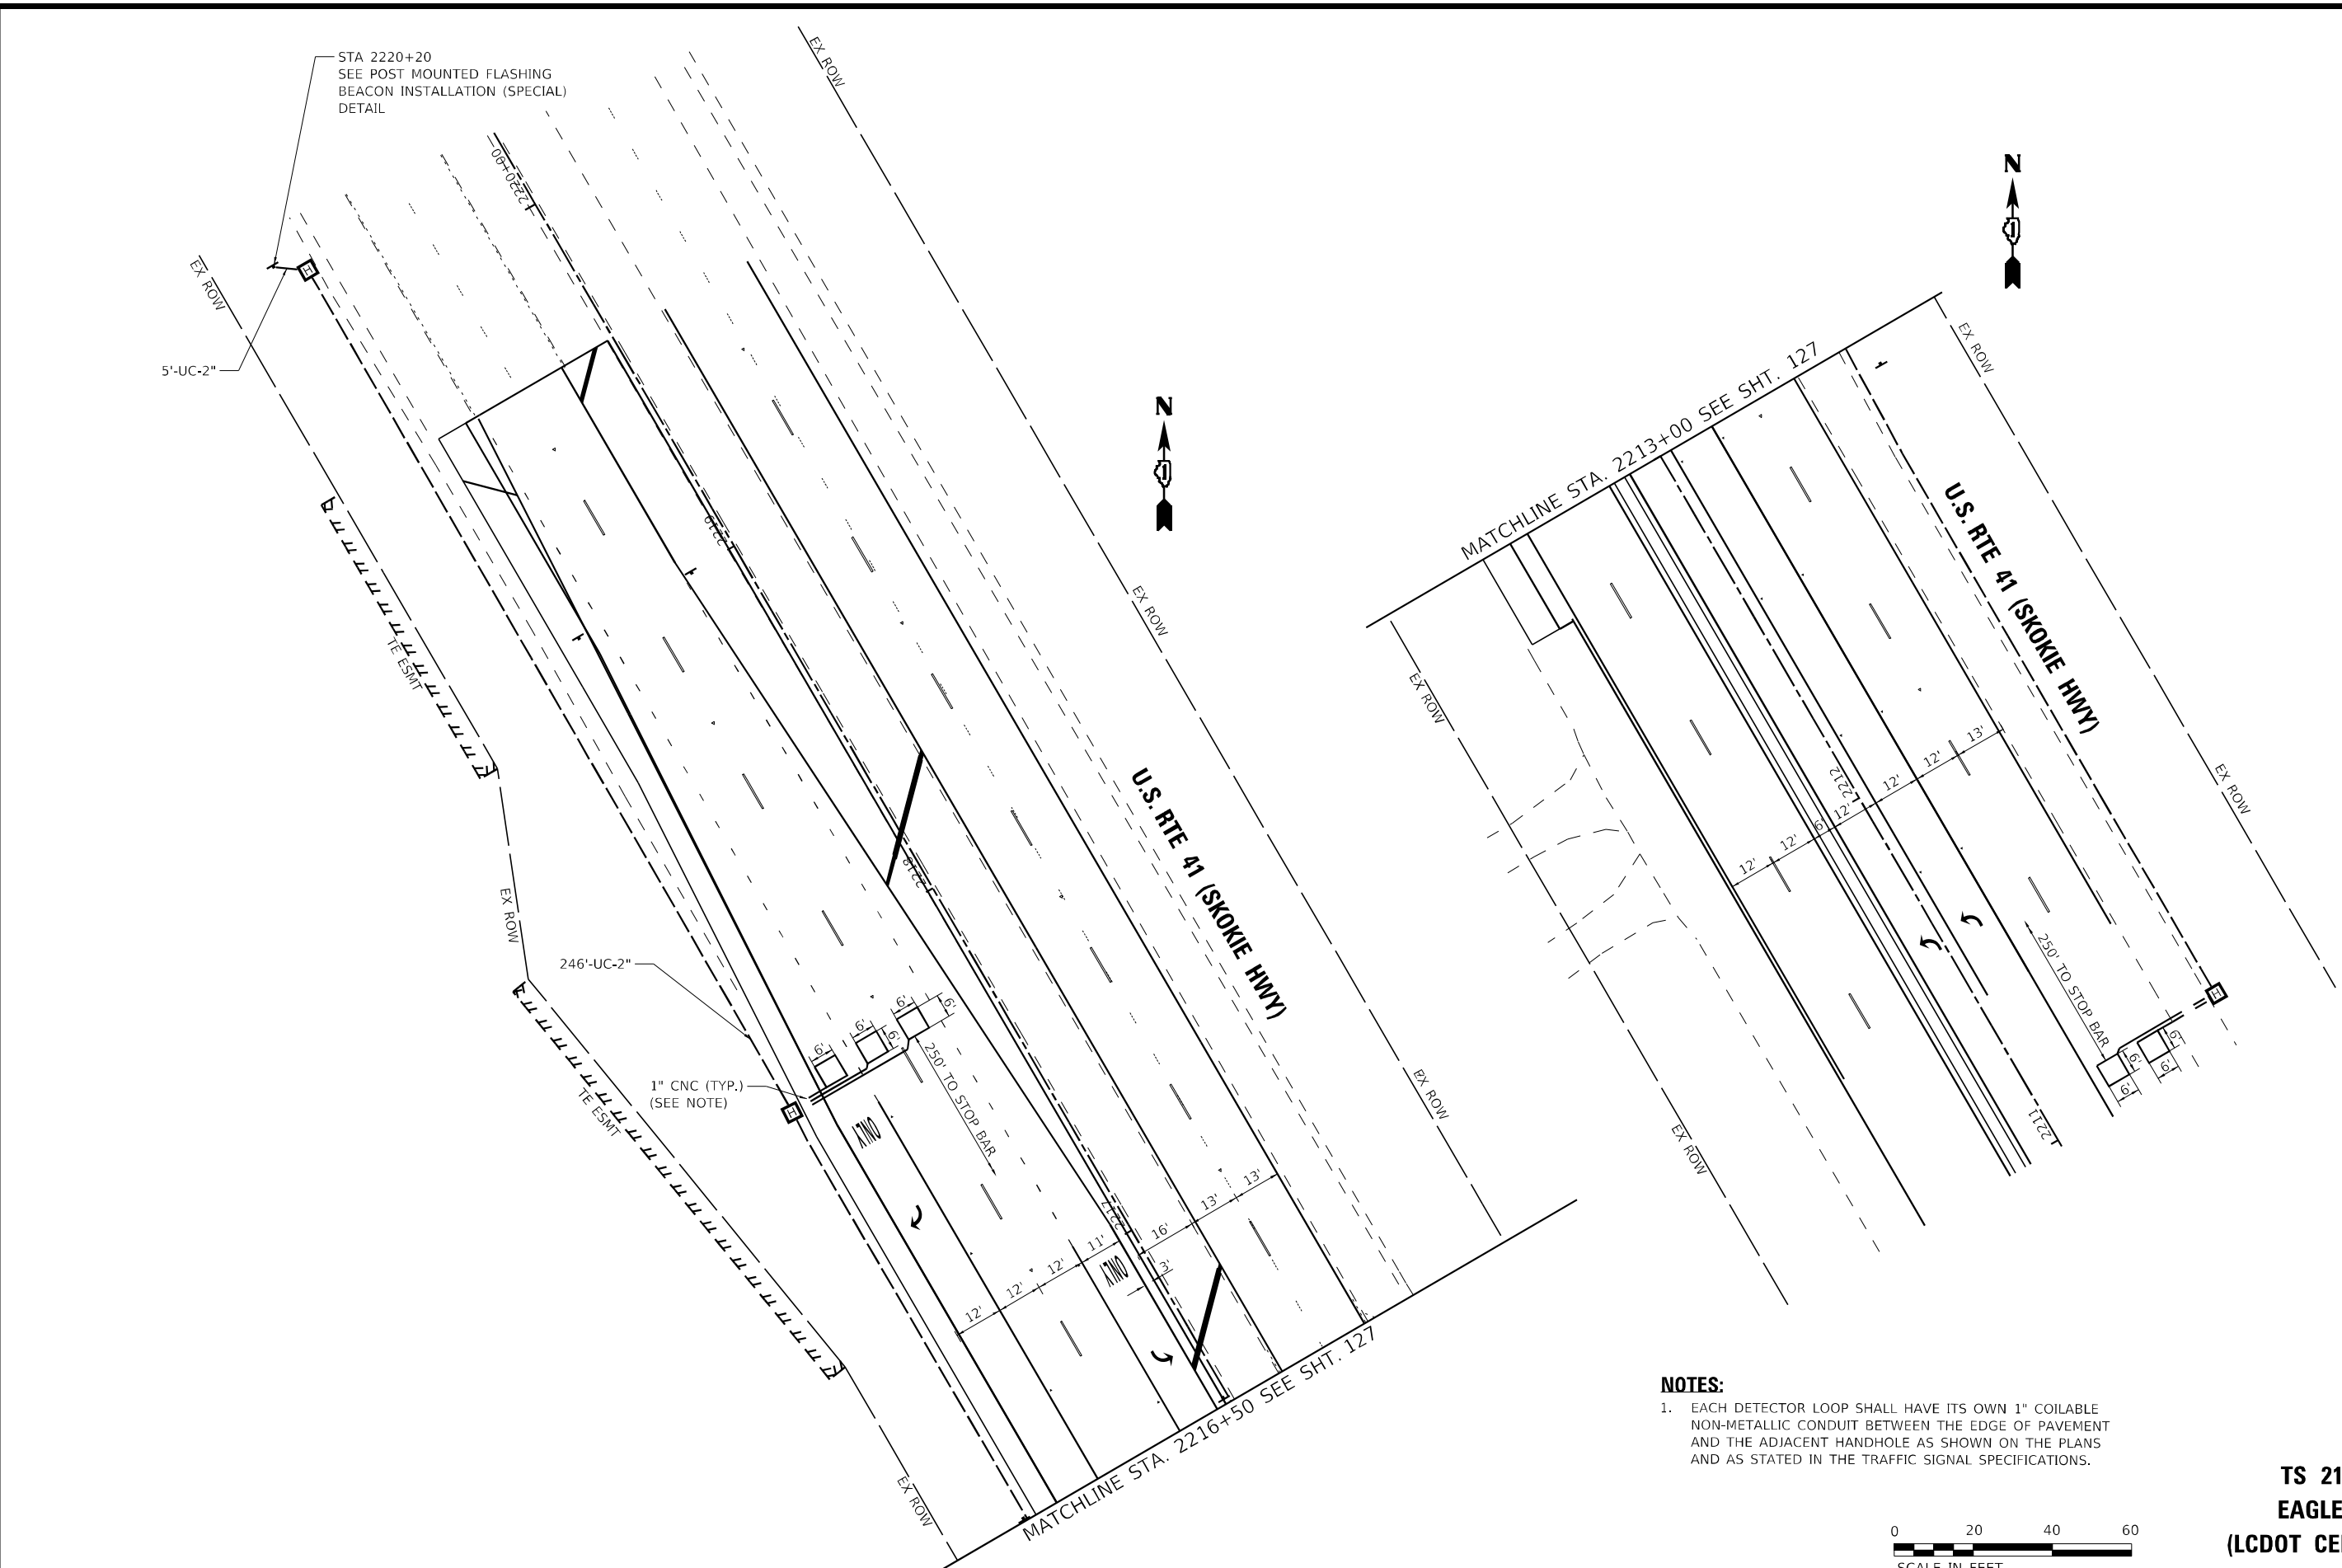 STA 2220+20
SEE POST MOUNTED FLASHING
BEACON INSTALLATION (SPECIAL)
DETAIL
EX ROW
2220+00
N
1
EX ROW
H
5'-UC-2"
N
1
MATCHLINE STA. 2213+00 SEE SHT. 127
EX ROW
U.S. RTE 41 (SKOKIE HWY)
2219
TE ESMT
EX ROW
EX ROW
13'
12'
12'
12'
6'
12'
12'
2212
EX ROW
U.S. RTE 41 (SKOKIE HWY)
2218
EX ROW
246'-UC-2"
250' TO STOP BAR
H
6'
6'
6'
6'
6'
6'
6'
6'
6'
250' TO STOP BAR
1" CNC (TYP.)
(SEE NOTE)
H
TE ESMT
ONLY
EX ROW
EX ROW
2211
2217
13'
13'
16'
3'
11'
12'
12'
12'
ONLY
MATCHLINE STA. 2216+50 SEE SHT. 127
EX ROW
NOTES:
1. EACH DETECTOR LOOP SHALL HAVE ITS OWN 1" COILABLE
NON-METALLIC CONDUIT BETWEEN THE EDGE OF PAVEMENT
AND THE ADJACENT HANDHOLE AS SHOWN ON THE PLANS
AND AS STATED IN THE TRAFFIC SIGNAL SPECIFICATIONS.
0 20 40 60
SCALE IN FEET
TS 21
EAGLE
(LCDOT CE